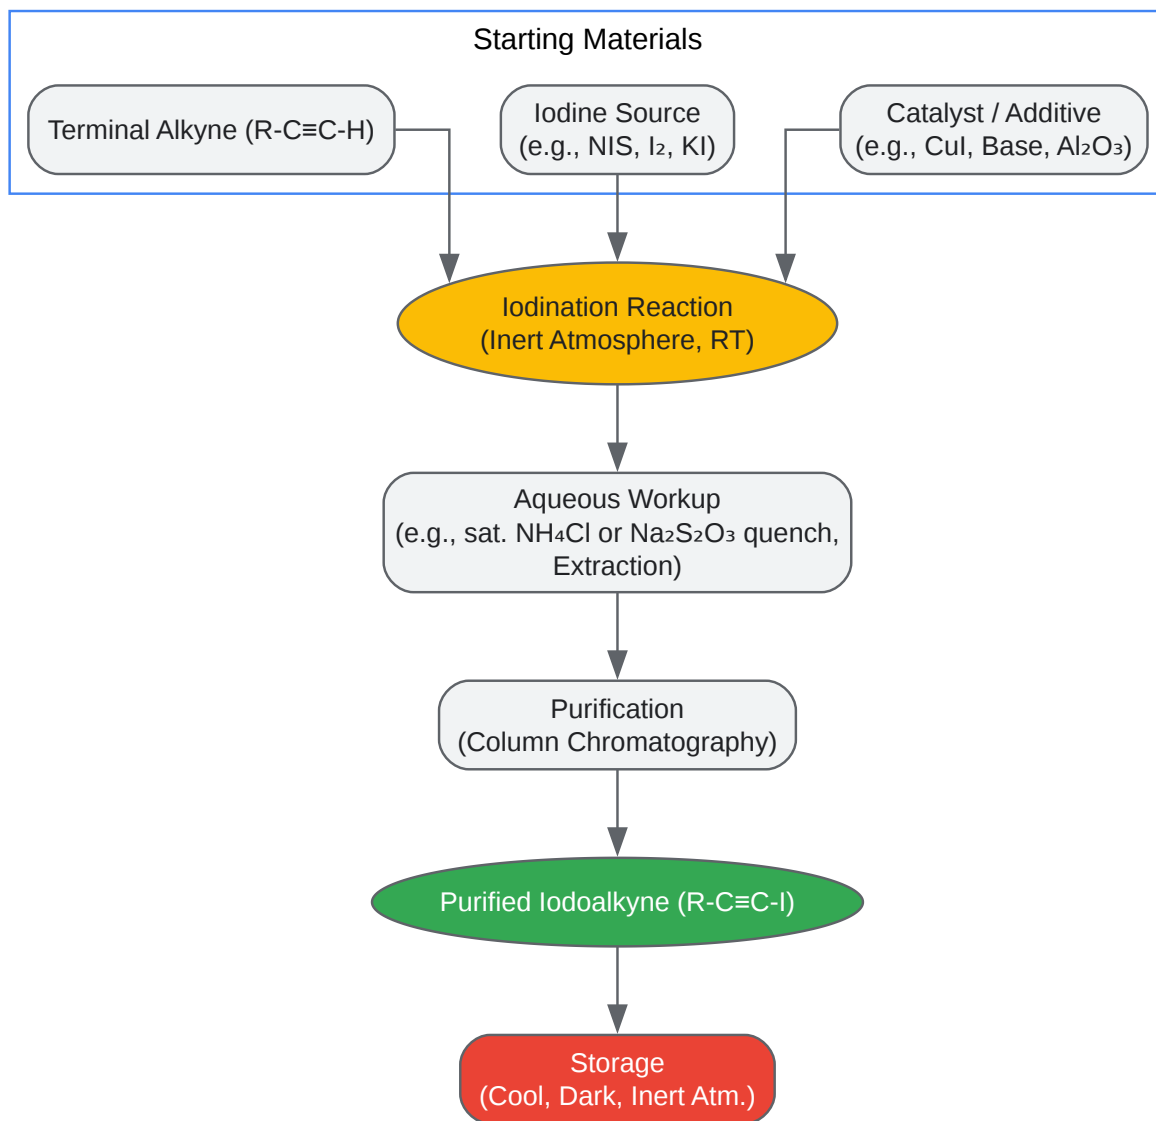 Starting Materials
Terminal Alkyne (R-C≡C-H)
Iodine Source
(e.g., NIS, I₂, KI)
Catalyst / Additive
(e.g., CuI, Base, Al₂O₃)
Iodination Reaction
(Inert Atmosphere, RT)
Aqueous Workup
(e.g., sat. NH₄Cl or Na₂S₂O₃ quench,
Extraction)
Purification
(Column Chromatography)
Purified Iodoalkyne (R-C≡C-I)
Storage
(Cool, Dark, Inert Atm.)